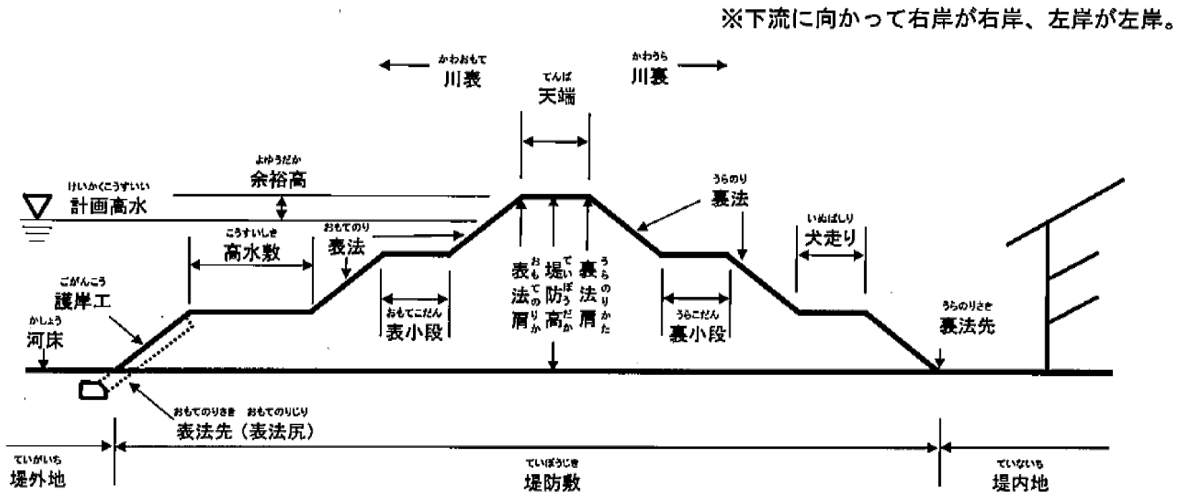 ※下流に向かって右岸が右岸、左岸が左岸。
かわおもて
川表
てんば
天端
かわうら
川裏
よゆうだか
余裕高
けいかくこうずいい
計画高水
こうすいしき
高水敷
おもてのり
表法
うらのり
裏法
いぬばしり
犬走り
ごがんこう
護岸工
かしょう
河床
おもてこだん
表小段
おもてのりか
表法肩
ていぼうだか
堤防高
うらのりかた
裏法肩
うらこだん
裏小段
うらのりさき
裏法先
おもてのりさき おもてのりじり
表法先（表法尻）
ていがいち
堤外地
ていぼうじき
堤防敷
ていないち
堤内地